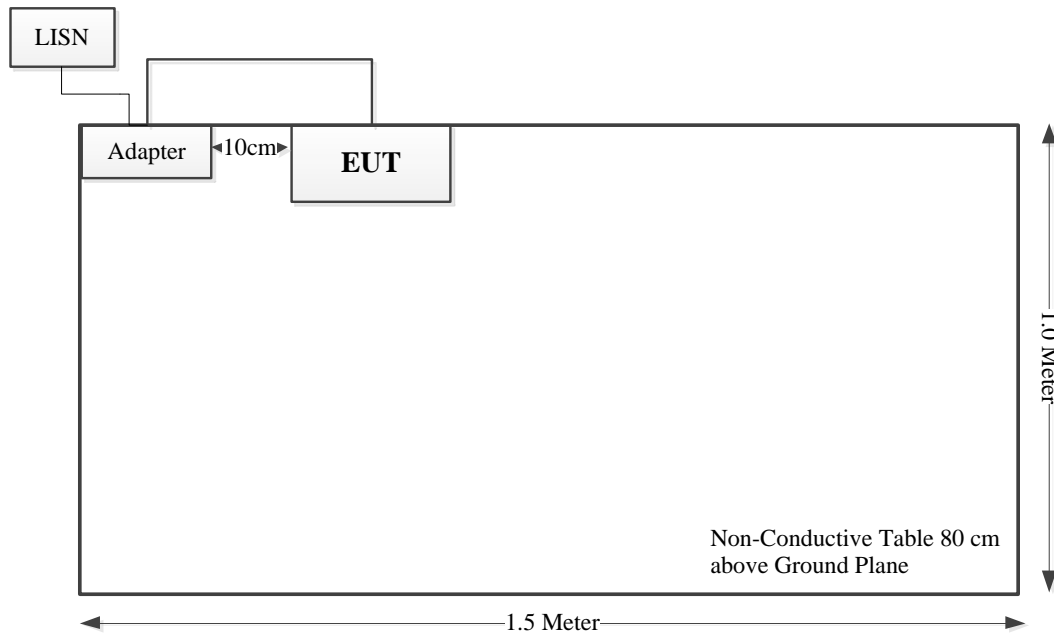 LISN
Adapter
10cm
EUT
1.0 Meter
Non-Conductive Table 80 cm
above Ground Plane
1.5 Meter